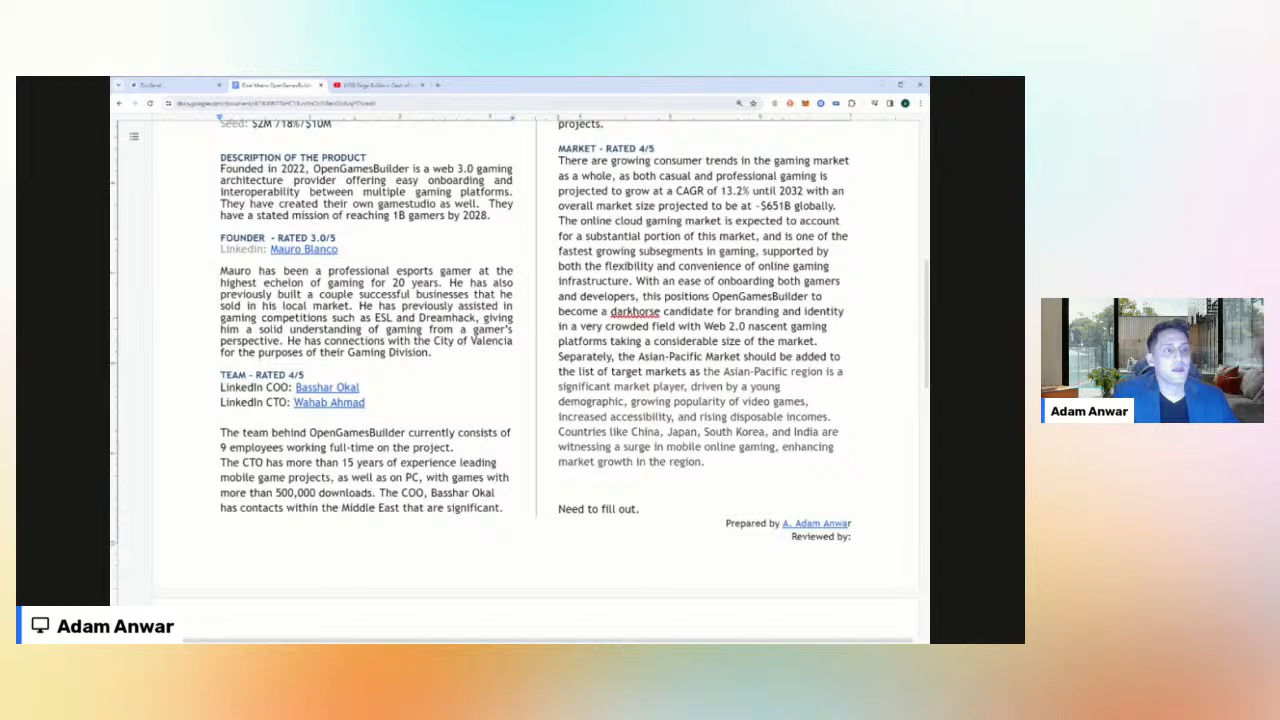 Seed: $2M /18%/$10M
DESCRIPTION OF THE PRODUCT
Founded in 2022, OpenGamesBuilder is a web 3.0 gaming
architecture provider offering easy onboarding and
interoperability between multiple gaming platforms.
They have created their own gamestudio as well. They
have a stated mission of reaching 1B gamers by 2028.
FOUNDER - RATED 3.0/5
Linkedin: Mauro Blanco
Mauro has been a professional esports gamer at the
highest echelon of gaming for 20 years. He has also
previously built a couple successful businesses that he
sold in his local market. He has previously assisted in
gaming competitions such as ESL and Dreamhack, giving
him a solid understanding of gaming from a gamer's
perspective. He has connections with the City of Valencia
for the purposes of their Gaming Division.
TEAM - RATED 4/5
LinkedIn COO: Basshar Okal
LinkedIn CTO: Wahab Ahmad
The team behind OpenGamesBuilder currently consists of
9 employees working full-time on the project.
The CTO has more than 15 years of experience leading
mobile game projects, as well as on PC, with games with
more than 500,000 downloads. The COO, Basshar Okal
has contacts within the Middle East that are significant.
projects.
MARKET - RATED 4/5
There are growing consumer trends in the gaming market
as a whole, as both casual and professional gaming is
projected to grow at a CAGR of 13.2% until 2032 with an
overall market size projected to be at ~$651B globally.
The online cloud gaming market is expected to account
for a substantial portion of this market, and is one of the
fastest growing subsegments in gaming, supported by
both the flexibility and convenience of online gaming
infrastructure. With an ease of onboarding both gamers
and developers, this positions OpenGamesBuilder to
become a darkhorse candidate for branding and identity
in a very crowded field with Web 2.0 nascent gaming
platforms taking a considerable size of the market.
Separately, the Asian-Pacific Market should be added to
the list of target markets as the Asian-Pacific region is a
significant market player, driven by a young
demographic, growing popularity of video games,
increased accessibility, and rising disposable incomes.
Countries like China, Japan, South Korea, and India are
witnessing a surge in mobile online gaming, enhancing
market growth in the region.
Need to fill out.
Prepared by A. Adam Anwar
Reviewed by:
Adam Anwar
Adam Anwar